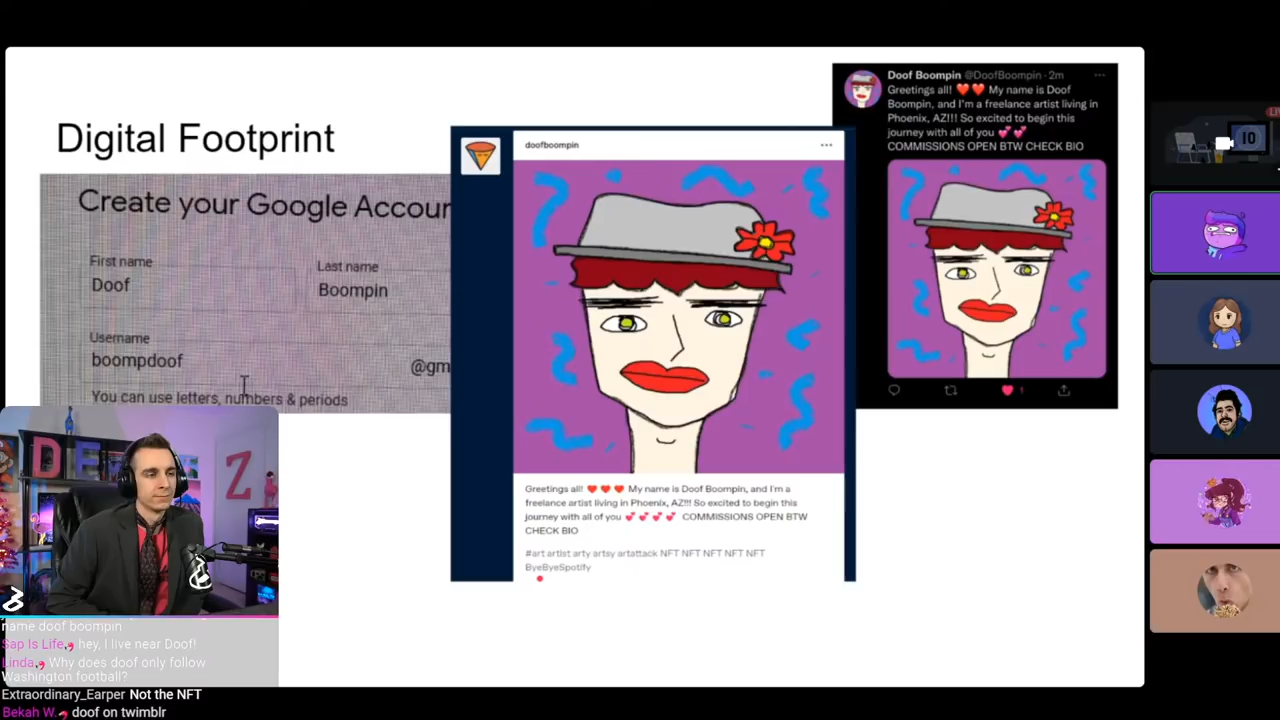 Digital Footprint
Create your Google Accour
First name
Doof
Last name
Boompin
Username
boompdoof
@gm
You can use letters, numbers & periods
doofboompin
Greetings all! ❤️ ❤️ ❤️ My name is Doof Boompin, and I'm a
freelance artist living in Phoenix, AZ!!! So excited to begin this
journey with all of you 💕 💕 💕 💕 COMMISSIONS OPEN BTW
CHECK BIO
#art artist arty artsy artattack NFT NFT NFT NFT NFT
ByeByeSpotify
Doof Boompin @DoofBoompin · 2m
Greetings all! ❤️ ❤️ My name is Doof
Boompin, and I'm a freelance artist living in
Phoenix, AZ!!! So excited to begin this
journey with all of you 💕 💕
COMMISSIONS OPEN BTW CHECK BIO
1
10
D
Z
name doof boompin
Sap Is Life, hey, I live near Doof!
Linda, Why does doof only follow
Washington football?
Extraordinary_Earper Not the NFT
Bekah W. doof on twimblr